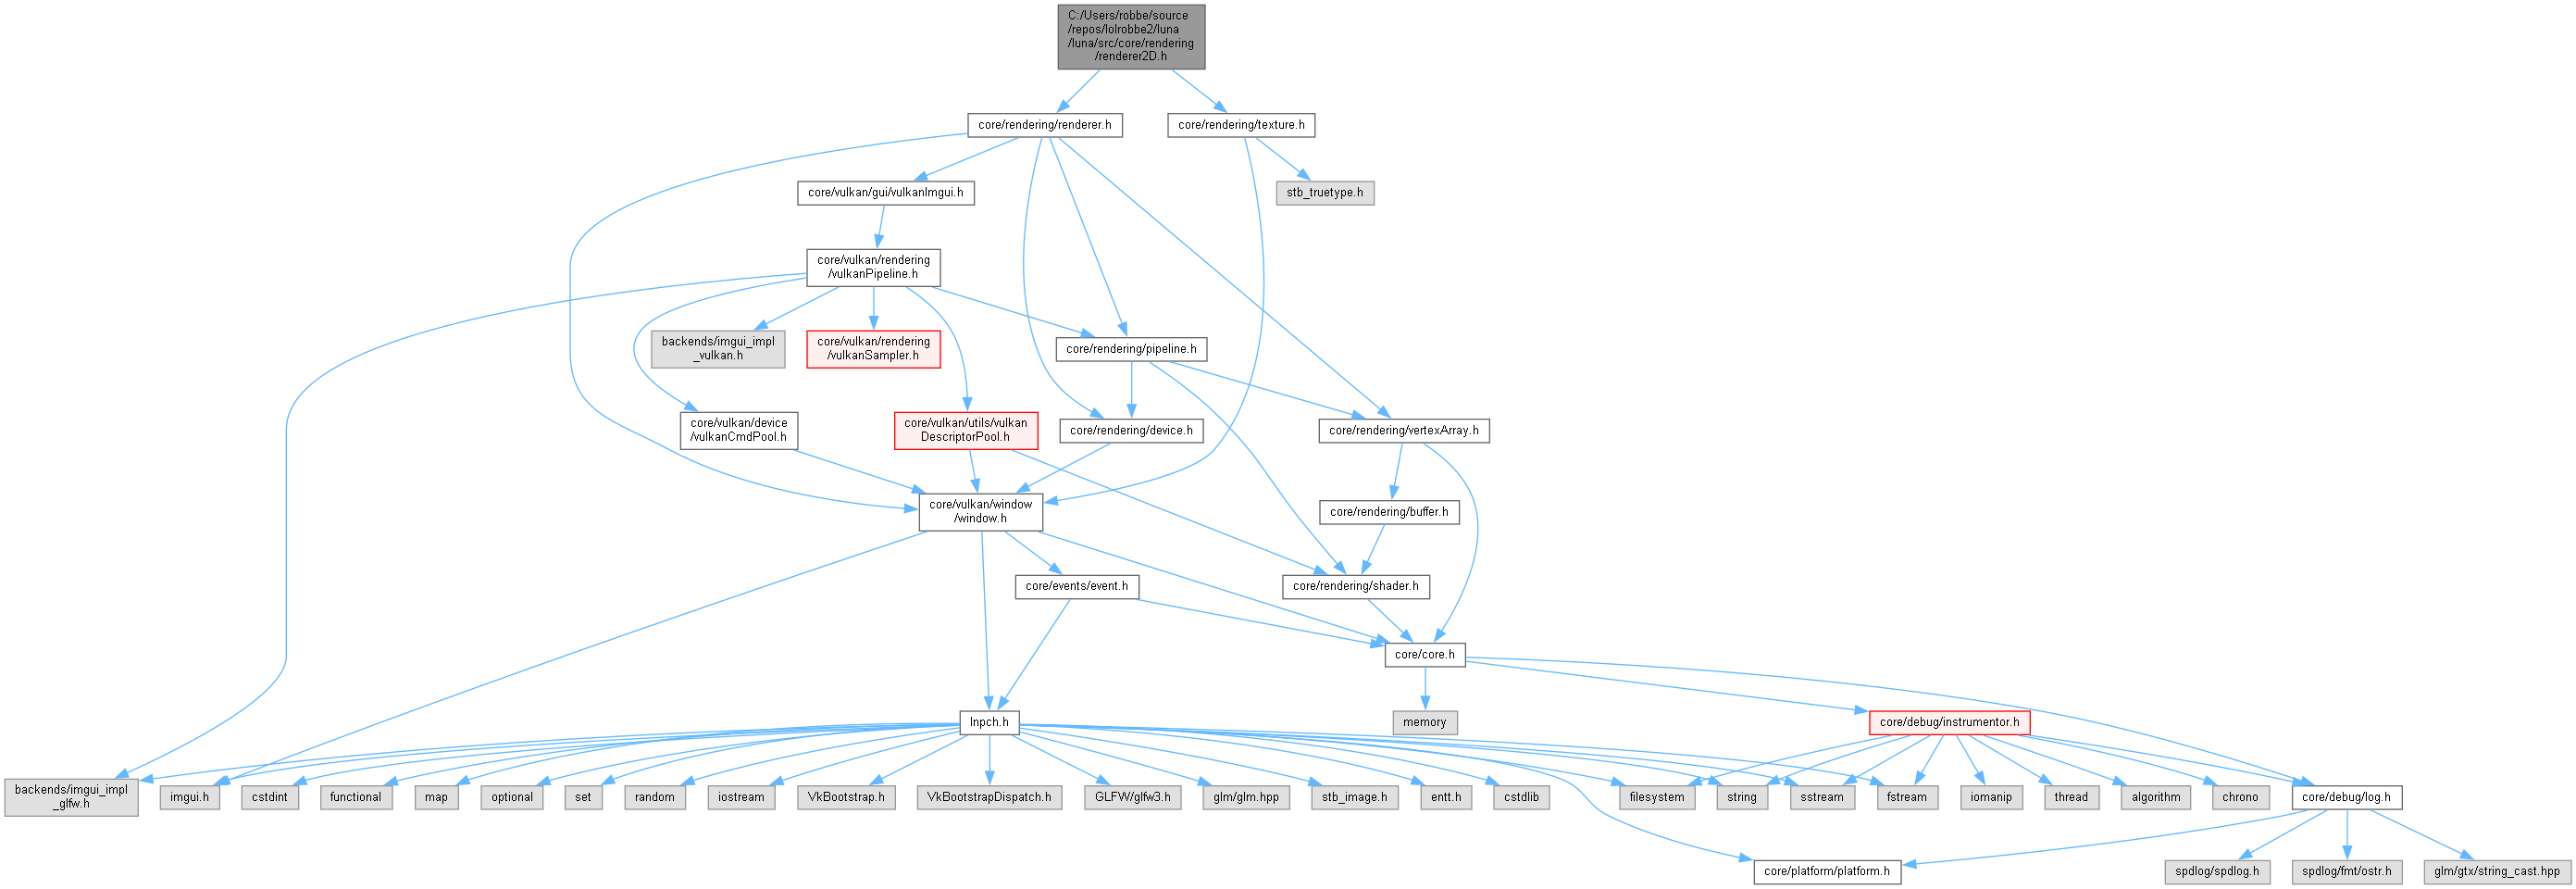 C:/Users/robbe/source
/repos/lolrobbe2/luna
/luna/src/core/rendering
/renderer2D.h
core/rendering/renderer.h
core/rendering/texture.h
core/vulkan/gui/vulkanImgui.h
stb_truetype.h
core/vulkan/rendering
/vulkanPipeline.h
backends/imgui_impl
_vulkan.h
core/vulkan/rendering
/vulkanSampler.h
core/rendering/pipeline.h
core/vulkan/device
/vulkanCmdPool.h
core/vulkan/utils/vulkan
DescriptorPool.h
core/rendering/device.h
core/rendering/vertexArray.h
core/vulkan/window
/window.h
core/rendering/buffer.h
core/events/event.h
core/rendering/shader.h
core/core.h
lnpch.h
memory
core/debug/instrumentor.h
backends/imgui_impl
_glfw.h
imgui.h
cstdint
functional
map
optional
set
random
iostream
VkBootstrap.h
VkBootstrapDispatch.h
GLFW/glfw3.h
glm/glm.hpp
stb_image.h
entt.h
cstdlib
filesystem
string
sstream
fstream
iomanip
thread
algorithm
chrono
core/debug/log.h
core/platform/platform.h
spdlog/spdlog.h
spdlog/fmt/ostr.h
glm/gtx/string_cast.hpp